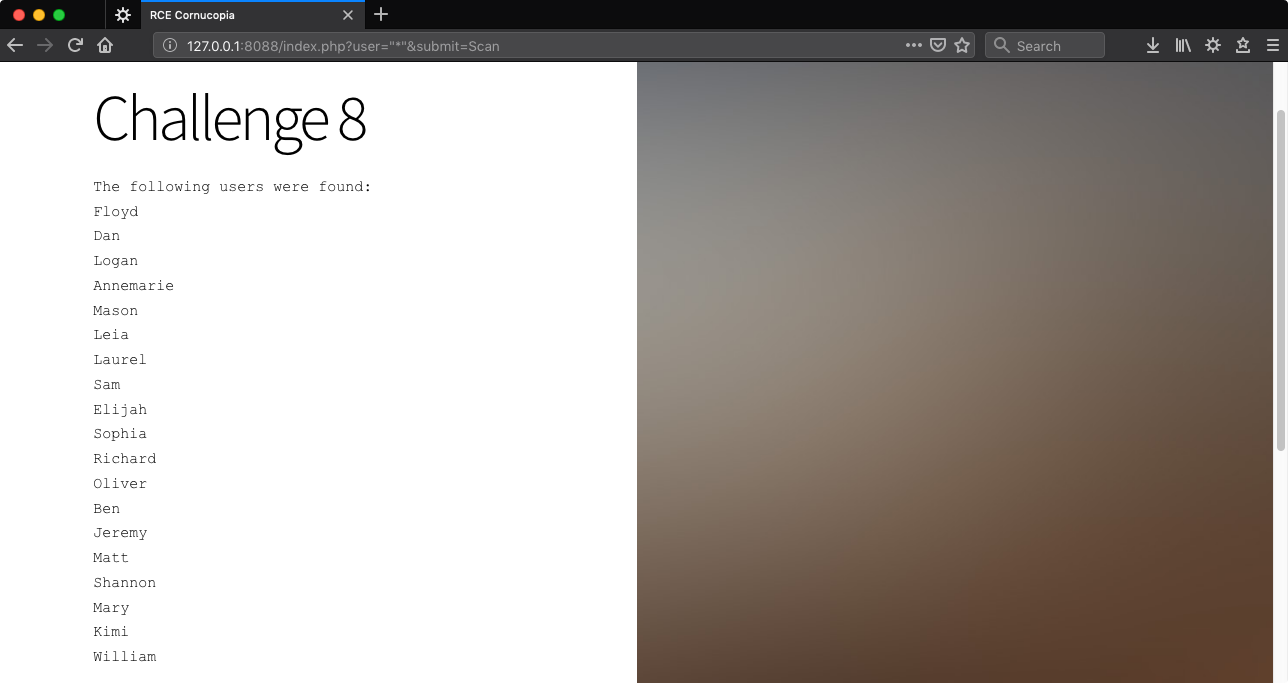 RCE Cornucopia
127.0.0.1:8088/index.php?user="*"&submit=Scan
Search
Challenge 8
The following users were found:
Floyd
Dan
Logan
Annemarie
Mason
Leia
Laurel
Sam
Elijah
Sophia
Richard
Oliver
Ben
Jeremy
Matt
Shannon
Mary
Kimi
William